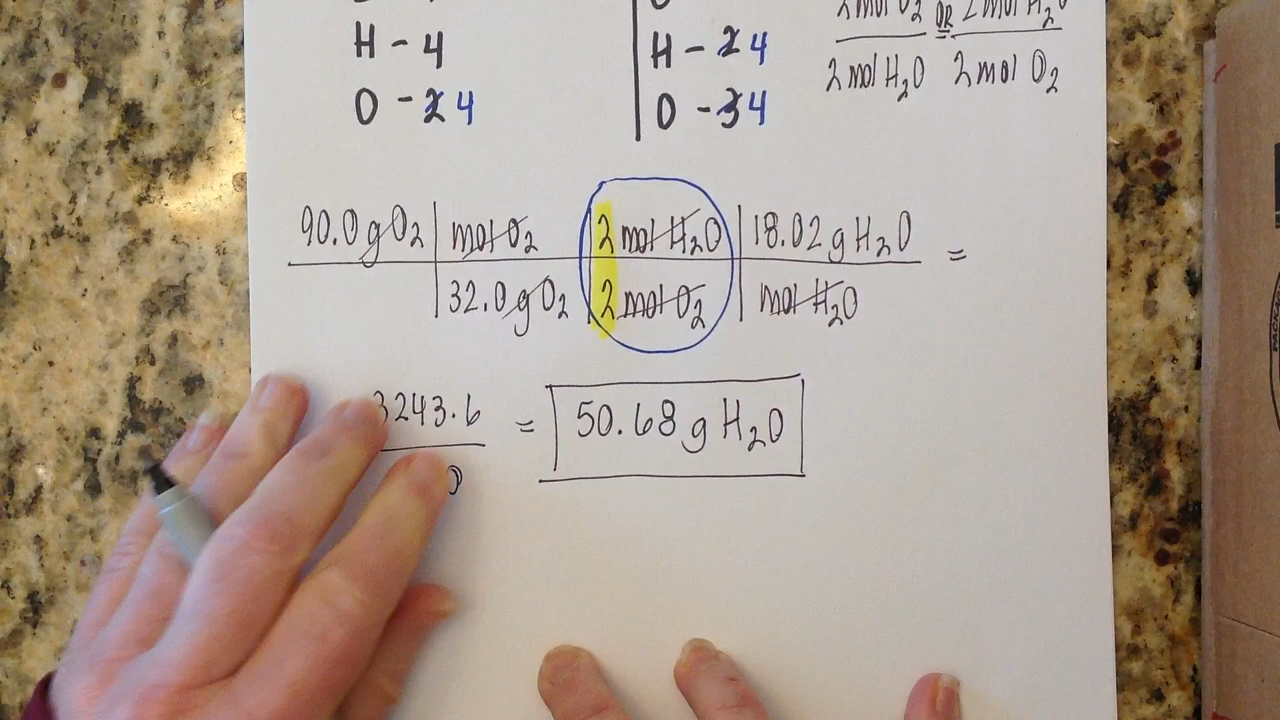 2 mol O2 OR 2 mol H2O
2 mol H2O 2 mol O2
H - 4
H - 2 4
O - 2 4
O - 3 4
90.0 g O2 | mol O2 | 2 mol H2O | 18.02 g H2O =
32.0 g O2 | 2 mol O2 | mol H2O
3243.6 = 50.68 g H2O